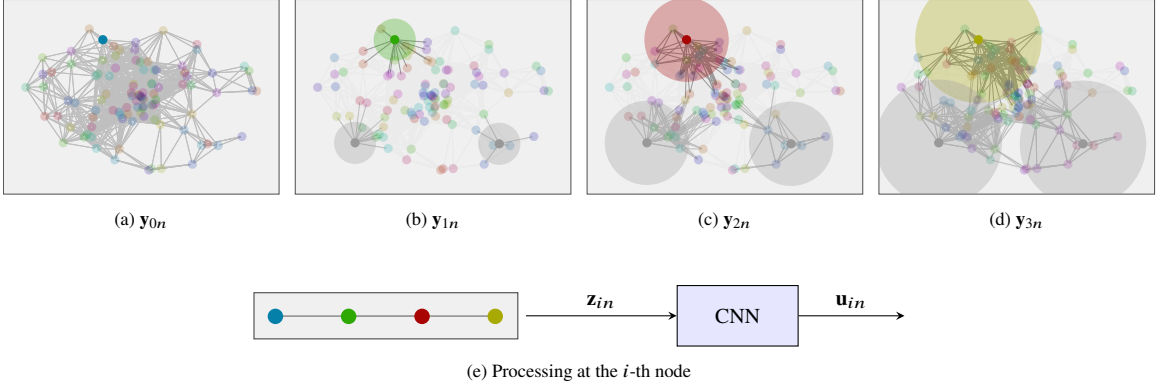 (a) y₀ₙ
(b) y₁ₙ
(c) y₂ₙ
(d) y₃ₙ
zᵢₙ
CNN
uᵢₙ
(e) Processing at the i-th node